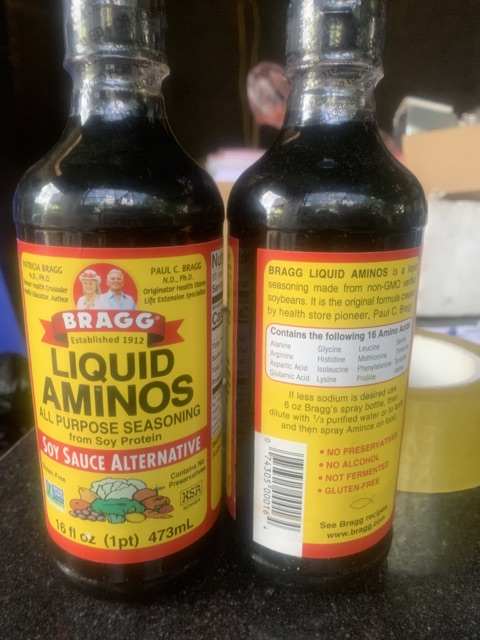 PATRICIA BRAGG
N.D., Ph.D.
Health Crusader
Educator, Author
PAUL C. BRAGG
N.D., Ph.D.
Originator Health Stores
Life Extension Specialist
BRAGG
Established 1912
LIQUID
AMINOS
ALL PURPOSE SEASONING
from Soy Protein
SOY SAUCE ALTERNATIVE
Contains No
Preservatives
16 fl oz (1pt) 473mL
BRAGG LIQUID AMINOS is a liquid
seasoning made from non-GMO verified
soybeans. It is the original formula
by health store pioneer, Paul C. Bragg
Contains the following 16 Amino Acids
Alanine Glycine Leucine
Arginine Histidine Methionine
Aspartic Acid Isoleucine Phenylalanine
Glutamic Acid Lysine Proline
If less sodium is desired use
6 oz Bragg's spray bottle, then
dilute with 1/3 purified water or
and then spray Aminos on food.
• NO PRESERVATIVES
• NO ALCOHOL
• NOT FERMENTED
• GLUTEN-FREE
See Bragg recipes
www.bragg.com